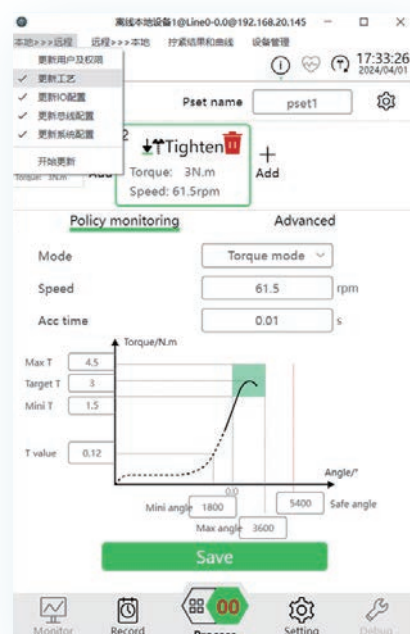 离线本地设备1@Line0-0.0@192.168.20.145
本地>>>远程 远程>>>本地 拧紧结果和曲线 设备管理
更新用户及权限
✓ 更新工艺
✓ 更新IO配置
✓ 更新总线配置
✓ 更新系统配置
开始更新
17:33:26
2024/04/01
Pset name pset1
2
Tighten
Torque: 3N.m
Speed: 61.5rpm
Torque: 3N.m
Add
Add
Policy monitoring Advanced
Mode Torque mode
Speed 61.5 rpm
Acc time 0.01 s
Torque/N.m
Max T 4.5
Target T 3
Mini T 1.5
T value 0.12
Angle/°
0.0
Mini angle 1800
5400 Safe angle
Max angle 3600
Save
00
Monitor Record Process Setting Debug